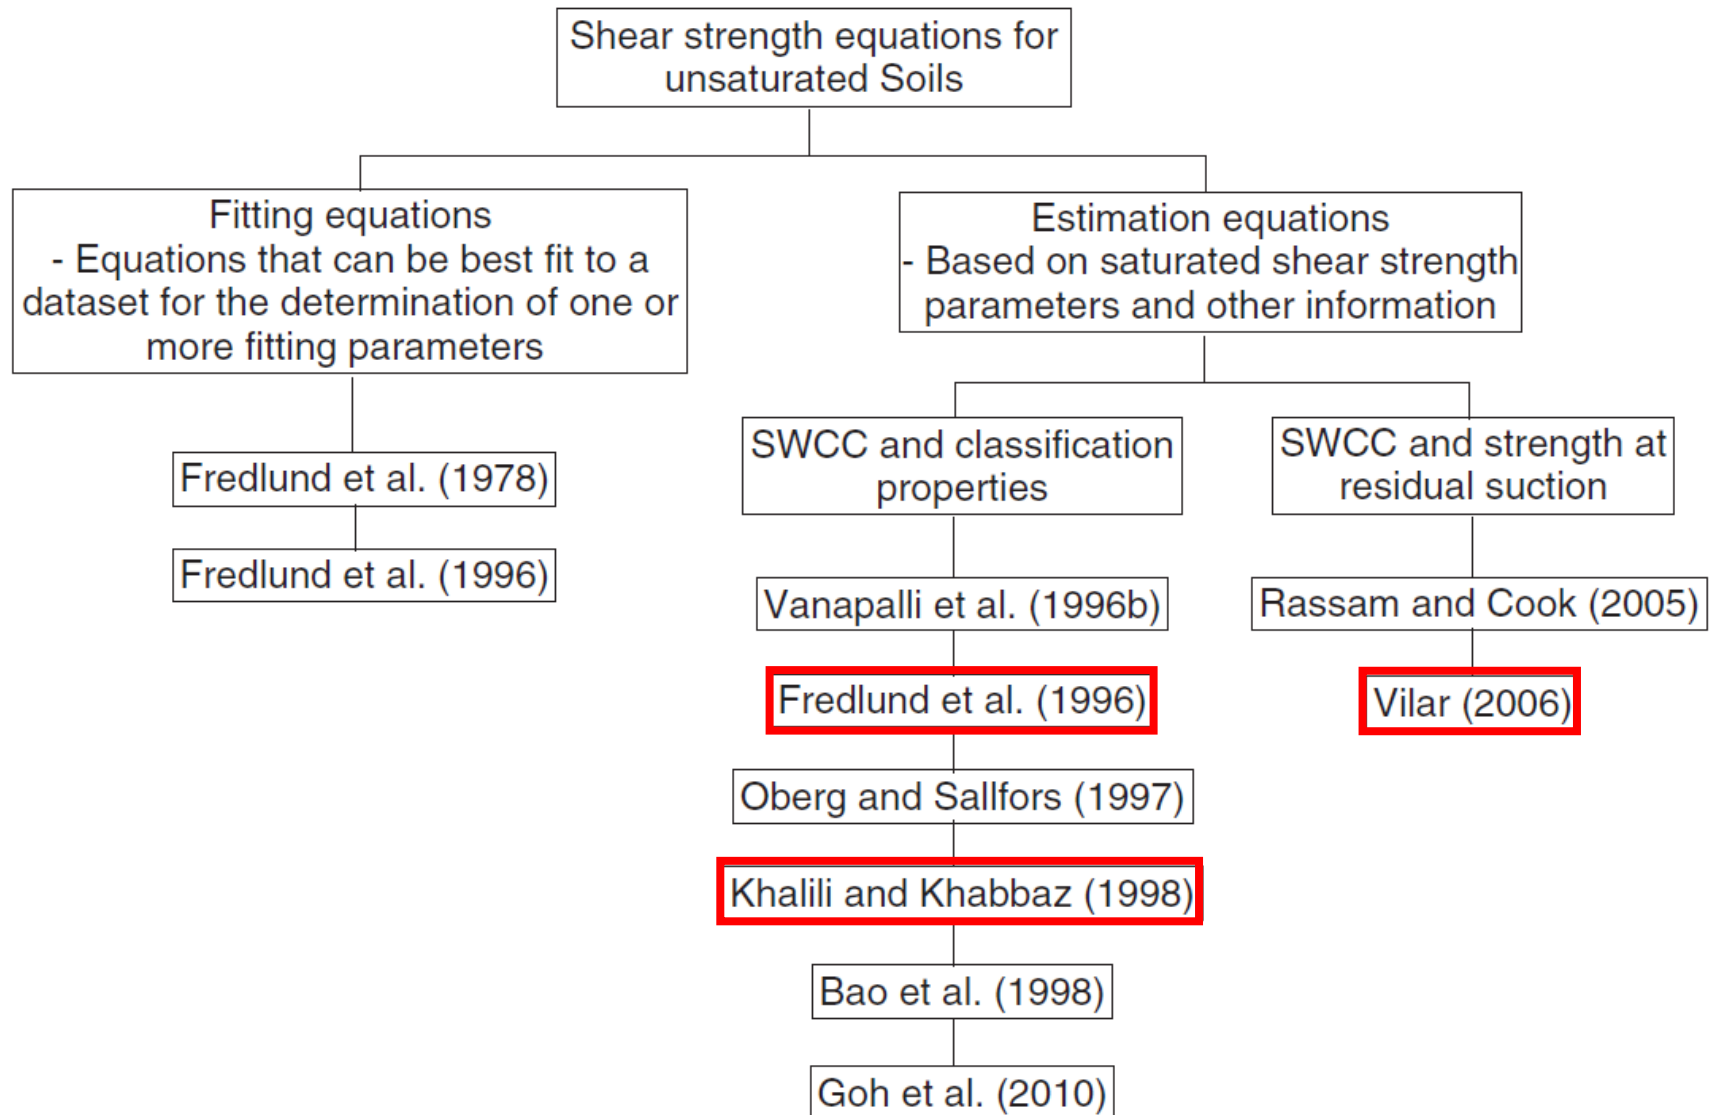 Shear strength equations for
unsaturated Soils
Fitting equations
- Equations that can be best fit to a
dataset for the determination of one or
more fitting parameters
Fredlund et al. (1978)
Fredlund et al. (1996)
Estimation equations
- Based on saturated shear strength
parameters and other information
SWCC and classification
properties
Vanapalli et al. (1996b)
Fredlund et al. (1996)
Oberg and Sallfors (1997)
Khalili and Khabbaz (1998)
Bao et al. (1998)
Goh et al. (2010)
SWCC and strength at
residual suction
Rassam and Cook (2005)
Vilar (2006)